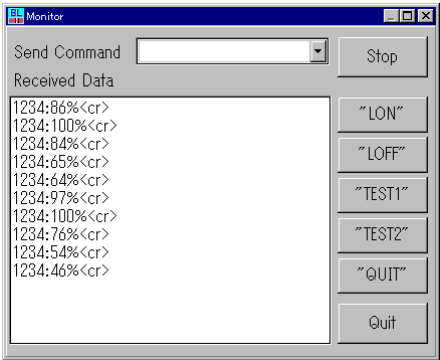 BL
Monitor
Send Command
Stop
Received Data
1234:86%<cr>
1234:100%<cr>
1234:84%<cr>
1234:65%<cr>
1234:64%<cr>
1234:97%<cr>
1234:100%<cr>
1234:76%<cr>
1234:54%<cr>
1234:46%<cr>
"LON"
"LOFF"
"TEST1"
"TEST2"
"QUIT"
Quit